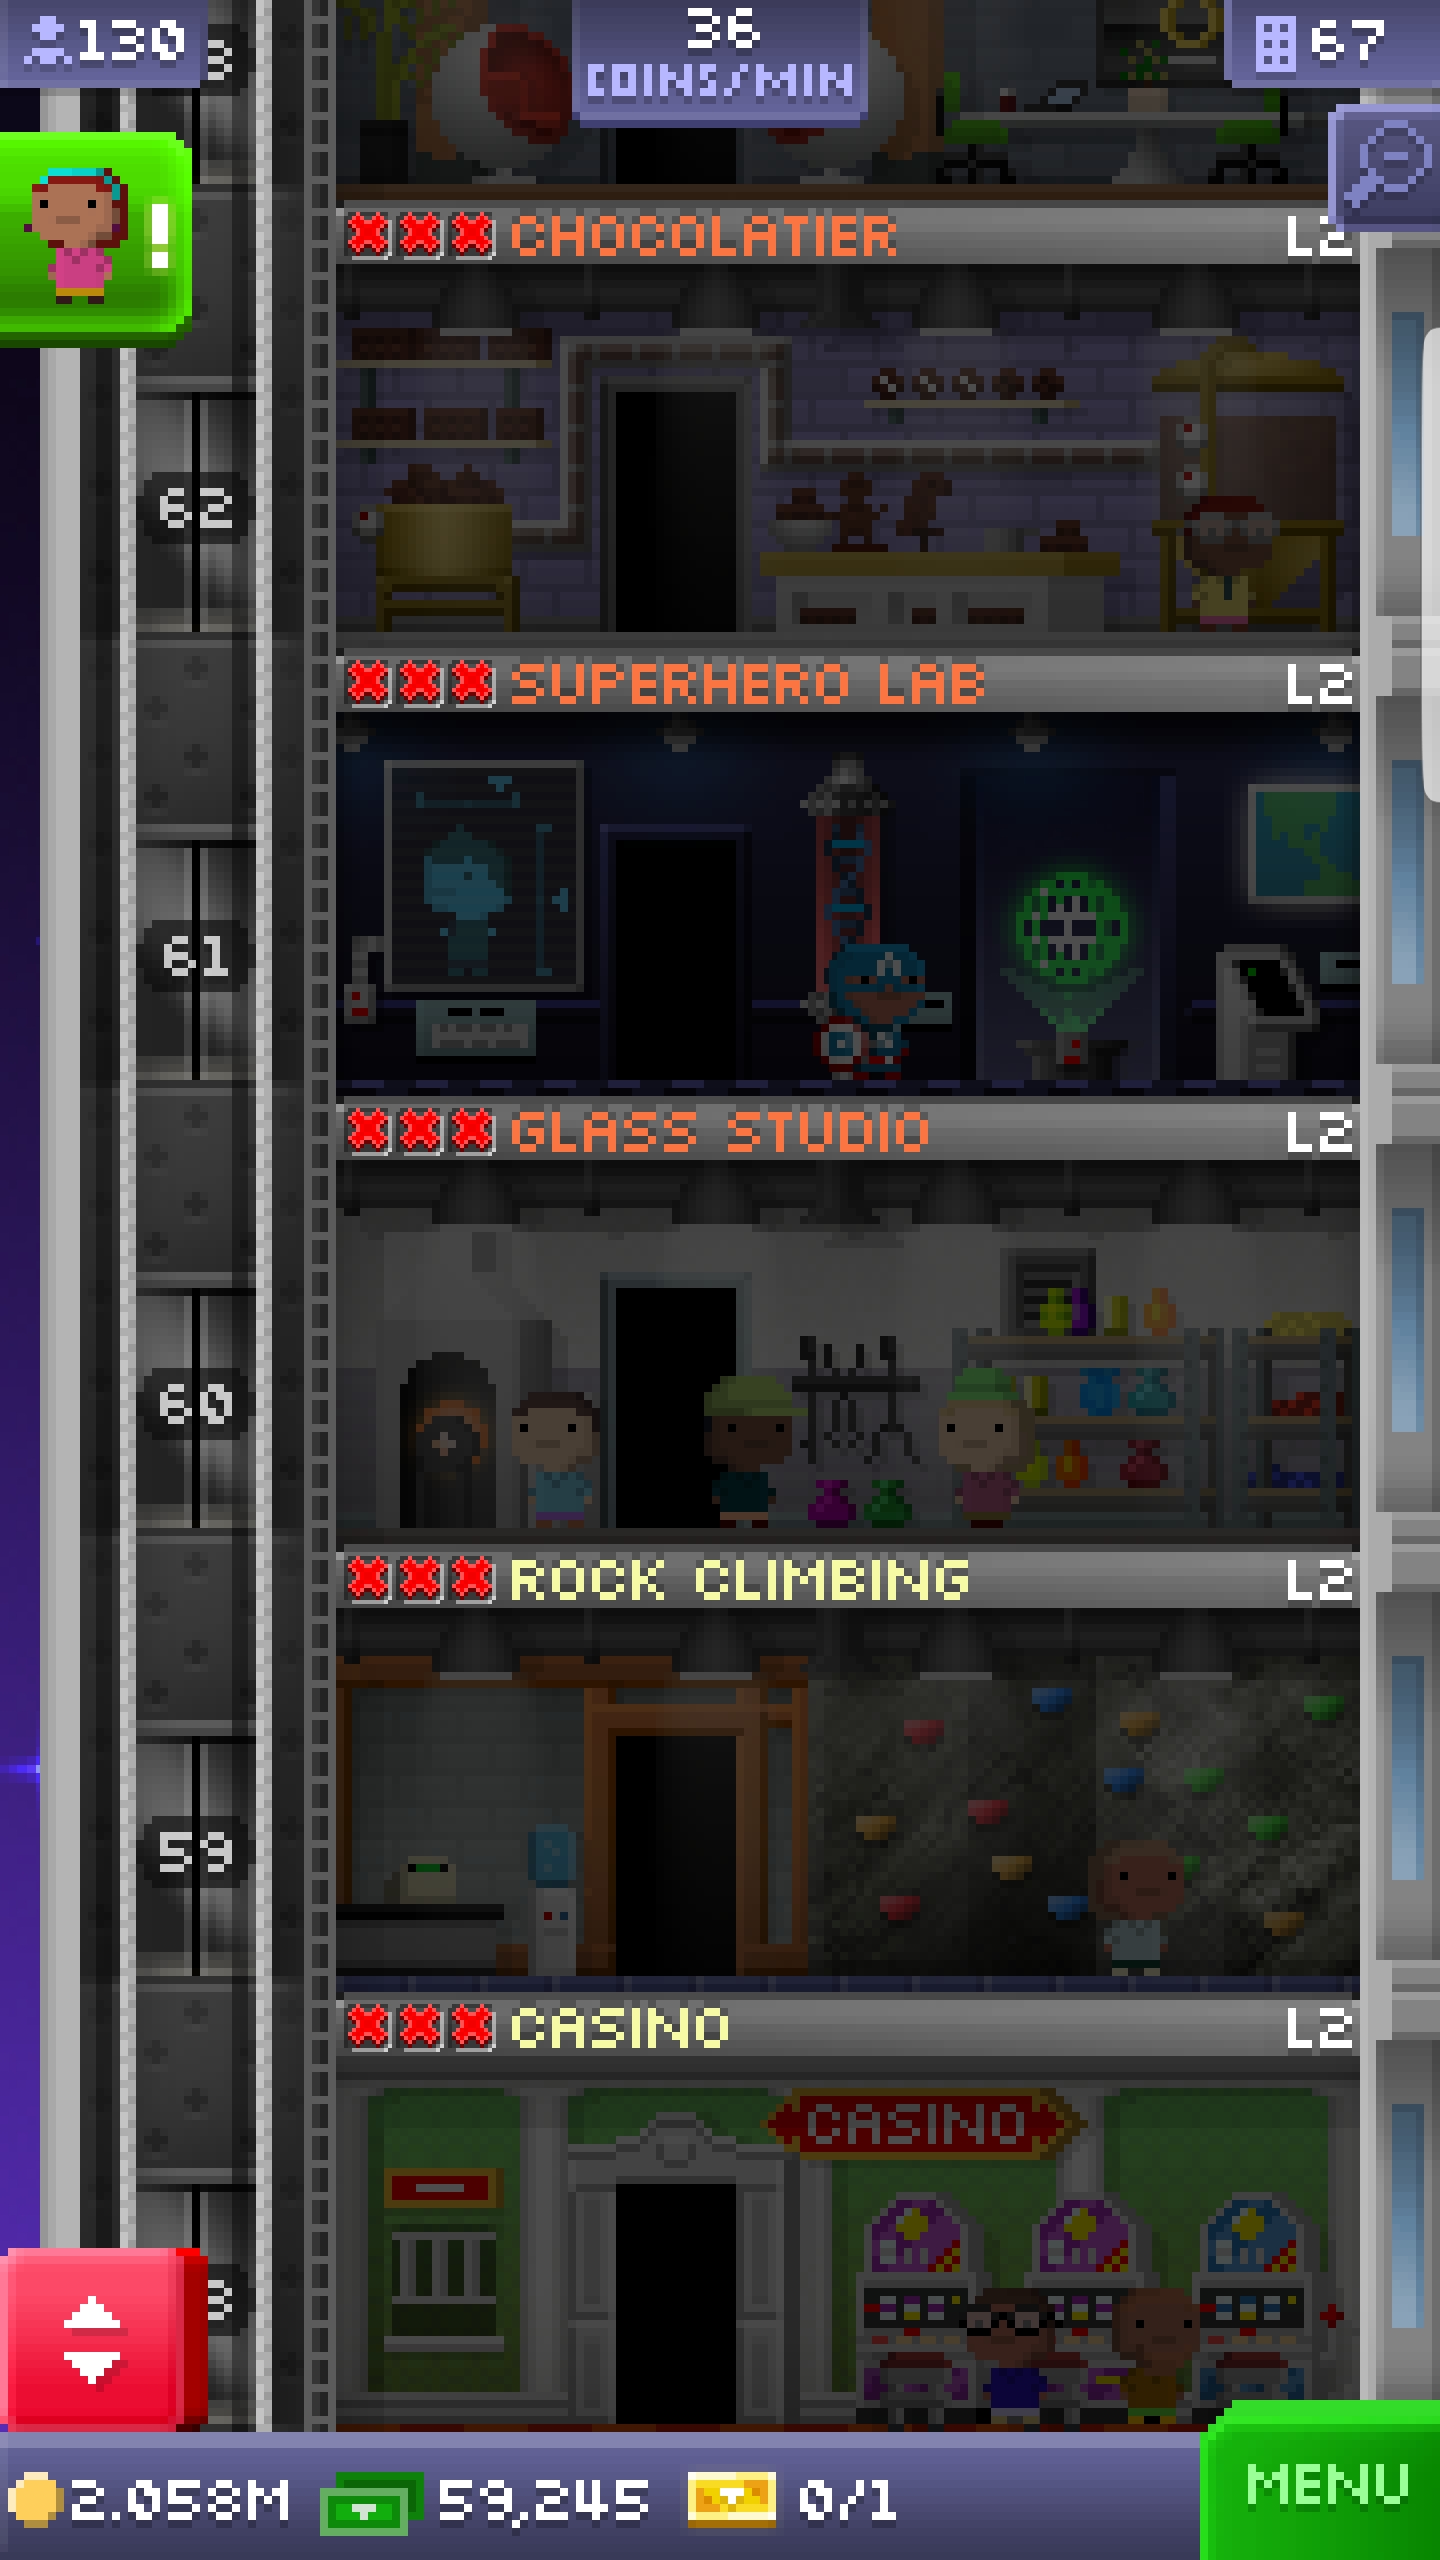 130
36
COINS/MIN
67
!
CHOCOLATIER L2
62
SUPERHERO LAB L2
61
GLASS STUDIO L2
60
ROCK CLIMBING L2
59
CASINO L2
CASINO
MENU
2.058M 59,245 0/1